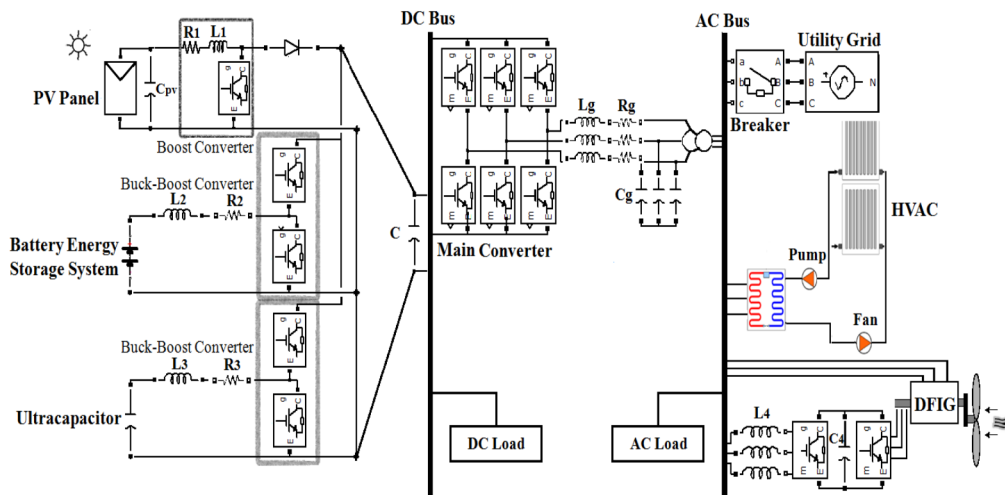 DC Bus
AC Bus
R1 L1
g C
E
m
Cpv
PV Panel
Boost Converter
g C
E
Buck-Boost Converter
L2
R2
g C
E
Battery Energy
Storage System
g C
E
Buck-Boost Converter
L3
R3
g C
E
Ultracapacitor
C
g C
m E
g C
m E
g C
m E
g C
m E
g C
m E
g C
m E
Main Converter
Lg Rg
Cg
a A
b B
c C
Breaker
Utility Grid
A
B
C
N
HVAC
Pump
Fan
DFIG
L4
g C
m E
C4
g C
m E
DC Load
AC Load